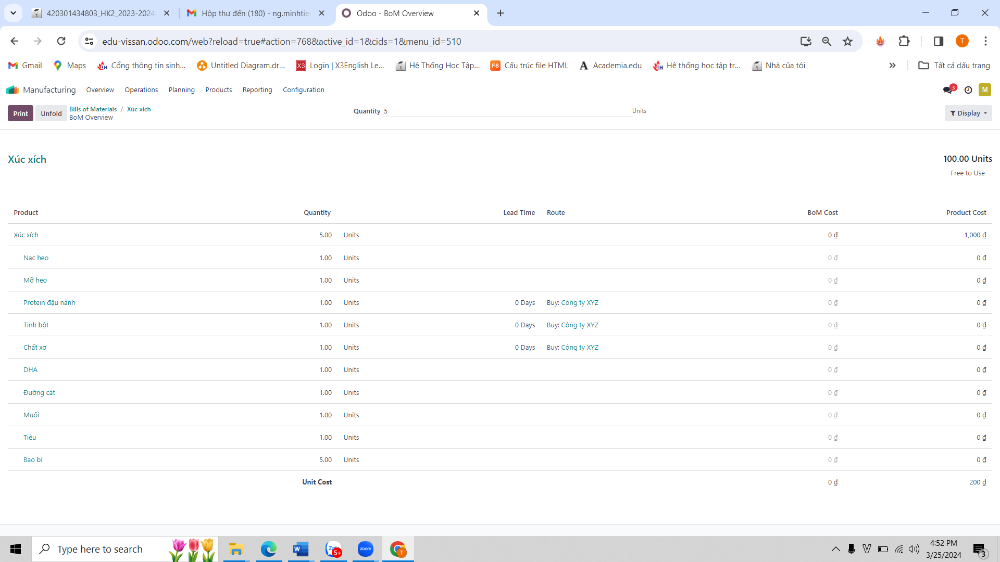 420301434803_HK2_2023-2024
Hộp thư đến (180) - ng.minhtie
Odoo - BoM Overview
edu-vissan.odoo.com/web?reload=true#action=768&active_id=1&cids=1&menu_id=510
T
Gmail
Maps
Cổng thông tin sinh...
Untitled Diagram.dr...
X3 Login | X3English Le...
Hệ Thống Học Tập...
F8 Cấu trúc file HTML
A Academia.edu
Hệ thống học tập tr...
Nhà của tôi
Tất cả dấu trang
Manufacturing Overview Operations Planning Products Reporting Configuration 3 M
Print Unfold Bills of Materials / Xúc xích
BoM Overview
Quantity 5 Units
Display
Xúc xích
100.00 Units
Free to Use
Product Quantity Lead Time Route BoM Cost Product Cost
Xúc xích 5.00 Units 0 ₫ 1,000 ₫
Nạc heo 1.00 Units 0 ₫ 0 ₫
Mỡ heo 1.00 Units 0 ₫ 0 ₫
Protein đậu nành 1.00 Units 0 Days Buy: Công ty XYZ 0 ₫ 0 ₫
Tinh bột 1.00 Units 0 Days Buy: Công ty XYZ 0 ₫ 0 ₫
Chất xơ 1.00 Units 0 Days Buy: Công ty XYZ 0 ₫ 0 ₫
DHA 1.00 Units 0 ₫ 0 ₫
Đường cát 1.00 Units 0 ₫ 0 ₫
Muối 1.00 Units 0 ₫ 0 ₫
Tiêu 1.00 Units 0 ₫ 0 ₫
Bao bì 5.00 Units 0 ₫ 0 ₫
Unit Cost 0 ₫ 200 ₫
Type here to search
W
5+
zoom
T
V
4:52 PM
3/25/2024
3